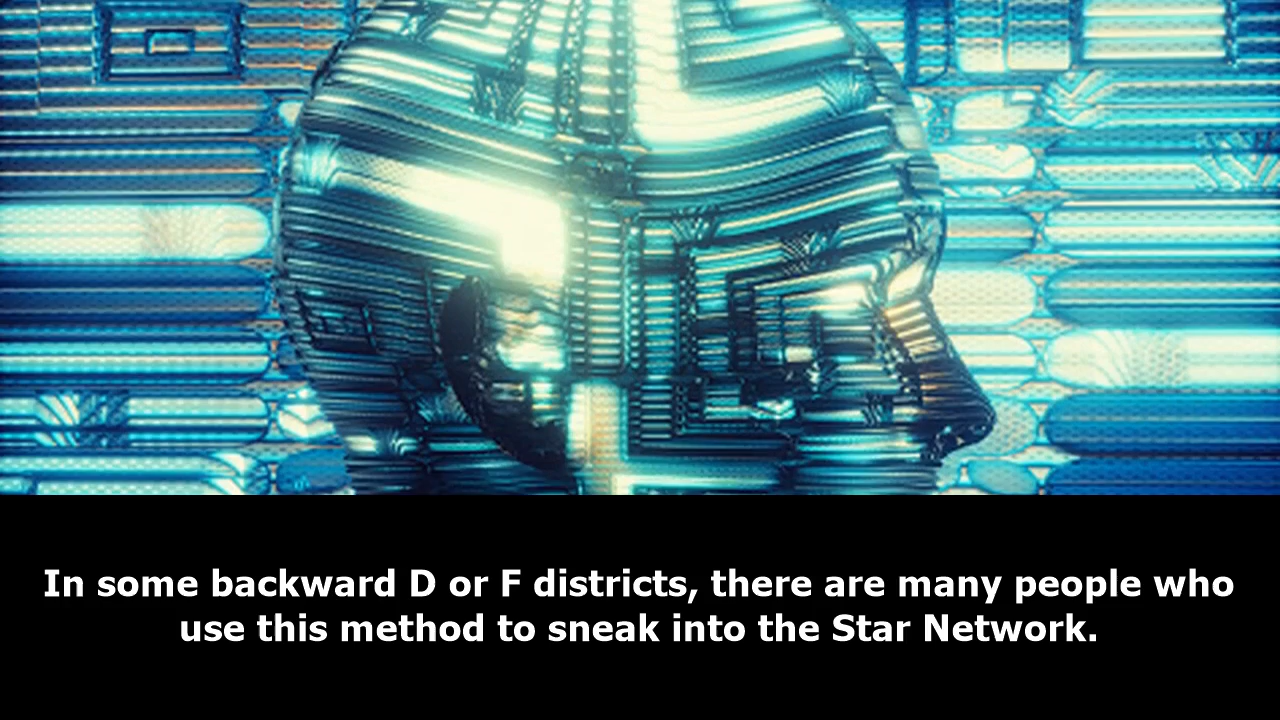 In some backward D or F districts, there are many people who
use this method to sneak into the Star Network.